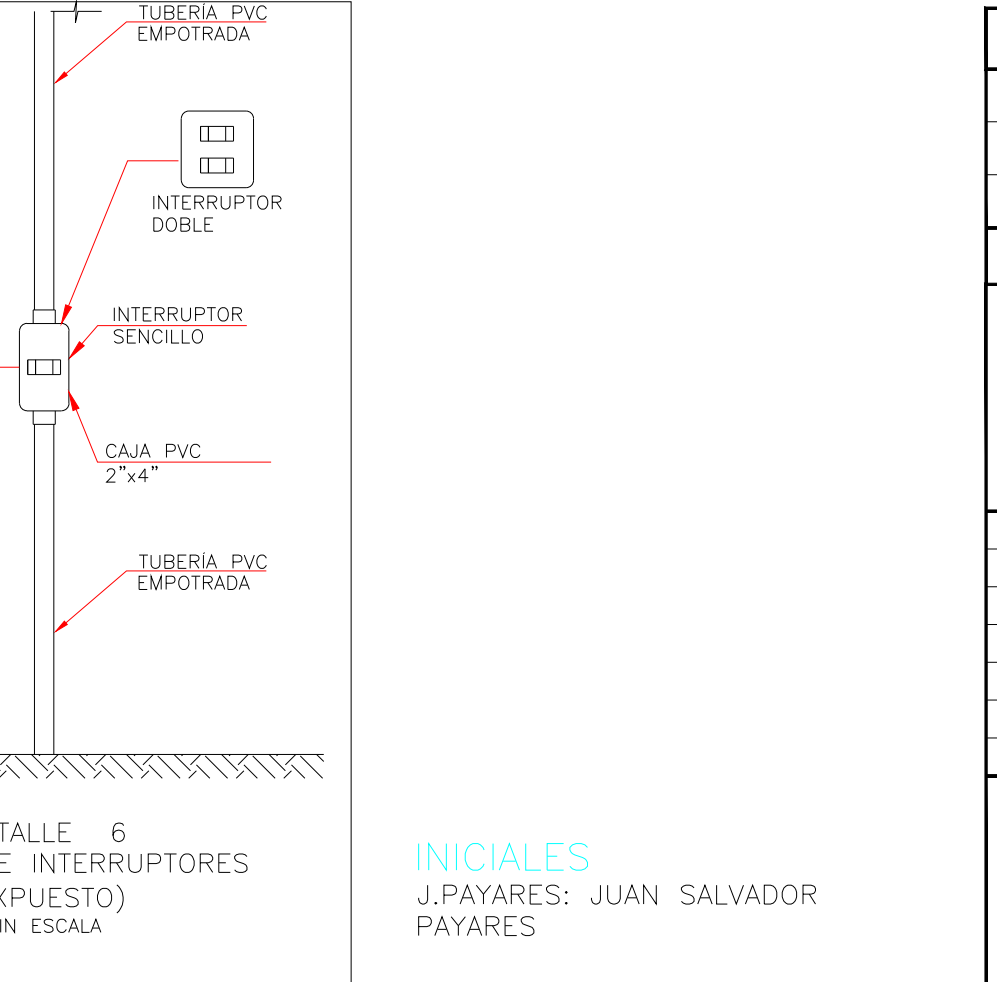 TUBERÍA PVC
EMPOTRADA
INTERRUPTOR
DOBLE
INTERRUPTOR
SENCILLO
CAJA PVC
2"x4"
TUBERÍA PVC
EMPOTRADA
TALLE 6
E INTERRUPTORES
XPUESTO)
IN ESCALA
INICIALES
J.PAYARES: JUAN SALVADOR
PAYARES